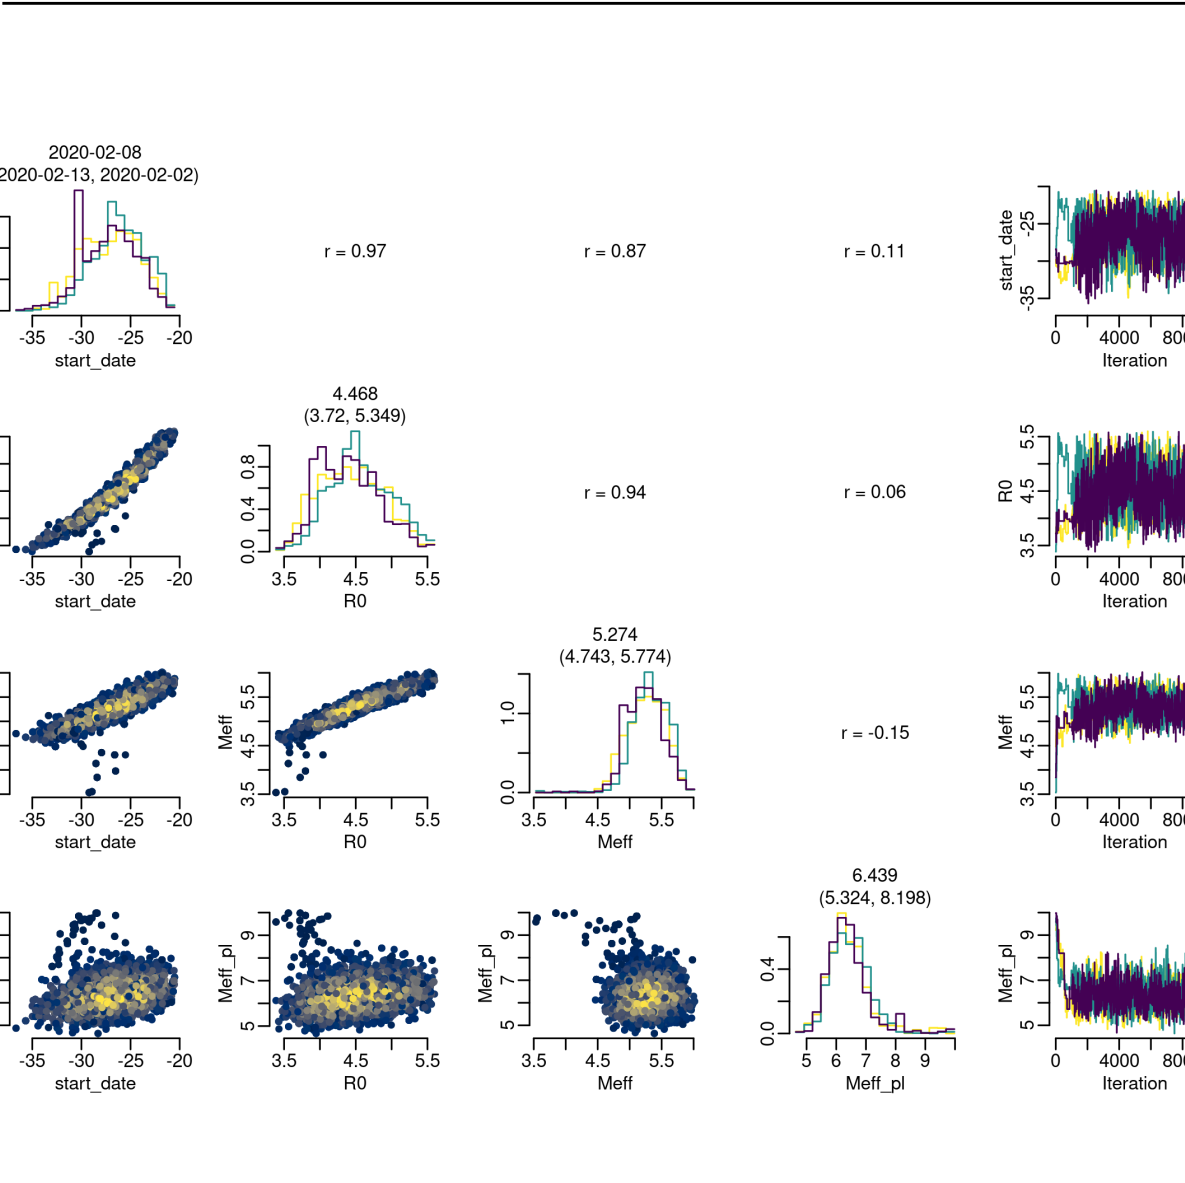 2020-02-08
2020-02-13, 2020-02-02)
-35 -30 -25 -20
start_date
r = 0.97
r = 0.87
r = 0.11
start_date
-35 -25
0 4000 800
Iteration
-35 -30 -25 -20
start_date
4.468
(3.72, 5.349)
0.0 0.4 0.8
3.5 4.5 5.5
R0
r = 0.94
r = 0.06
R0
3.5 4.5 5.5
0 4000 800
Iteration
-35 -30 -25 -20
start_date
Meff
3.5 4.5 5.5
3.5 4.5 5.5
R0
5.274
(4.743, 5.774)
0.0 1.0
3.5 4.5 5.5
Meff
r = -0.15
Meff
3.5 4.5 5.5
0 4000 800
Iteration
-35 -30 -25 -20
start_date
Meff_pl
5 7 9
3.5 4.5 5.5
R0
Meff_pl
5 7 9
3.5 4.5 5.5
Meff
6.439
(5.324, 8.198)
0.0 0.4
5 6 7 8 9
Meff_pl
Meff_pl
5 7 9
0 4000 800
Iteration